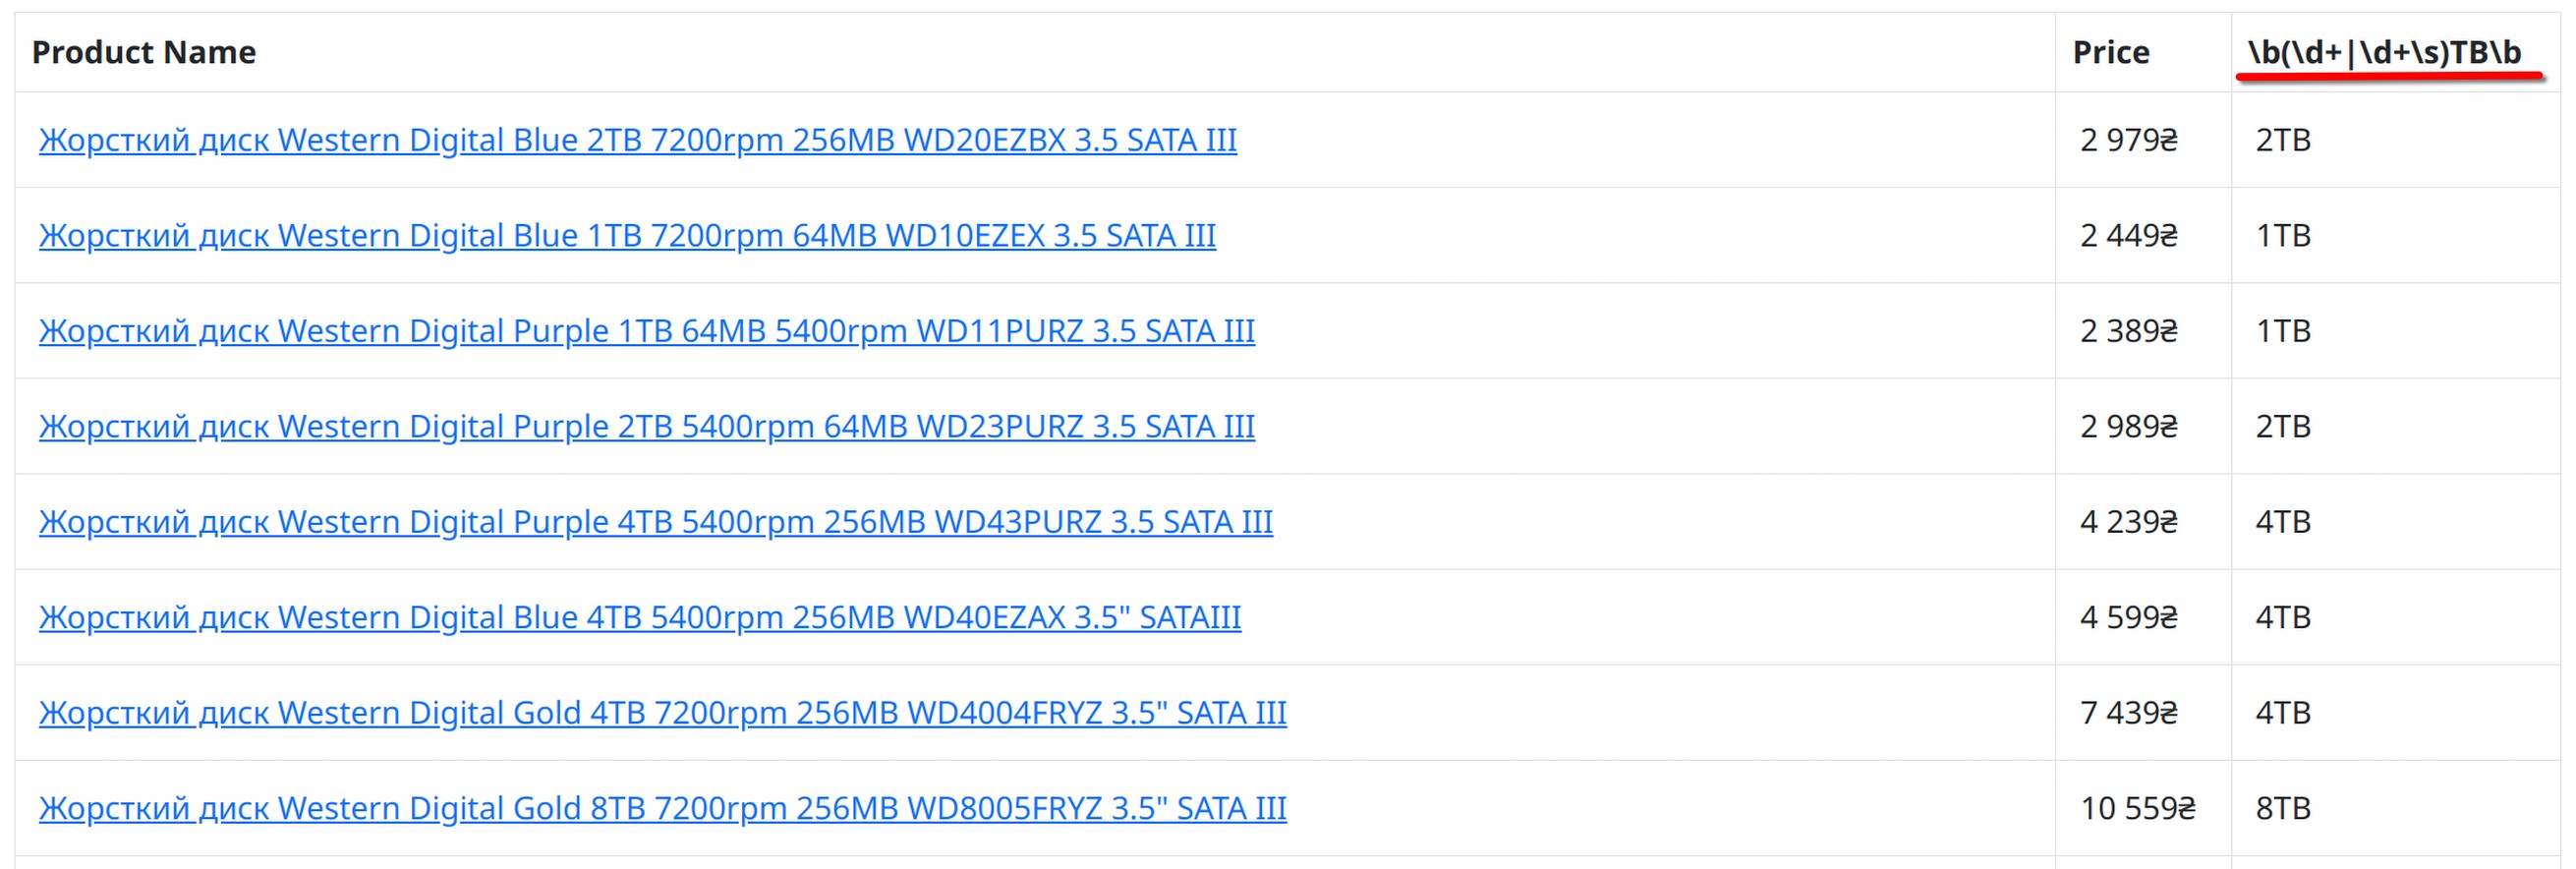 Product Name Price \b(\d+|\d+\s)TB\b
Жорсткий диск Western Digital Blue 2TB 7200rpm 256MB WD20EZBX 3.5 SATA III 2 979₴ 2TB
Жорсткий диск Western Digital Blue 1TB 7200rpm 64MB WD10EZEX 3.5 SATA III 2 449₴ 1TB
Жорсткий диск Western Digital Purple 1TB 64MB 5400rpm WD11PURZ 3.5 SATA III 2 389₴ 1TB
Жорсткий диск Western Digital Purple 2TB 5400rpm 64MB WD23PURZ 3.5 SATA III 2 989₴ 2TB
Жорсткий диск Western Digital Purple 4TB 5400rpm 256MB WD43PURZ 3.5 SATA III 4 239₴ 4TB
Жорсткий диск Western Digital Blue 4TB 5400rpm 256MB WD40EZAX 3.5" SATAIII 4 599₴ 4TB
Жорсткий диск Western Digital Gold 4TB 7200rpm 256MB WD4004FRYZ 3.5" SATA III 7 439₴ 4TB
Жорсткий диск Western Digital Gold 8TB 7200rpm 256MB WD8005FRYZ 3.5" SATA III 10 559₴ 8TB